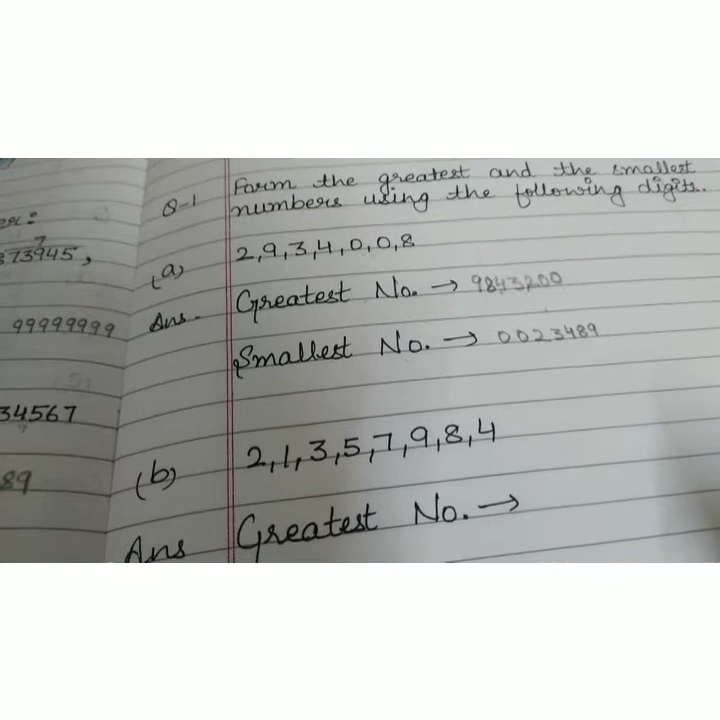 Q-1 Form the greatest and the smallest
numbers using the following digits.
(a) 2,9,3,4,0,0,8
Ans. Greatest No. → 9843200
Smallest No. → 0023489
(b) 2,1,3,5,7,9,8,4
Ans Greatest No. →
73945,
99999999
34567
89